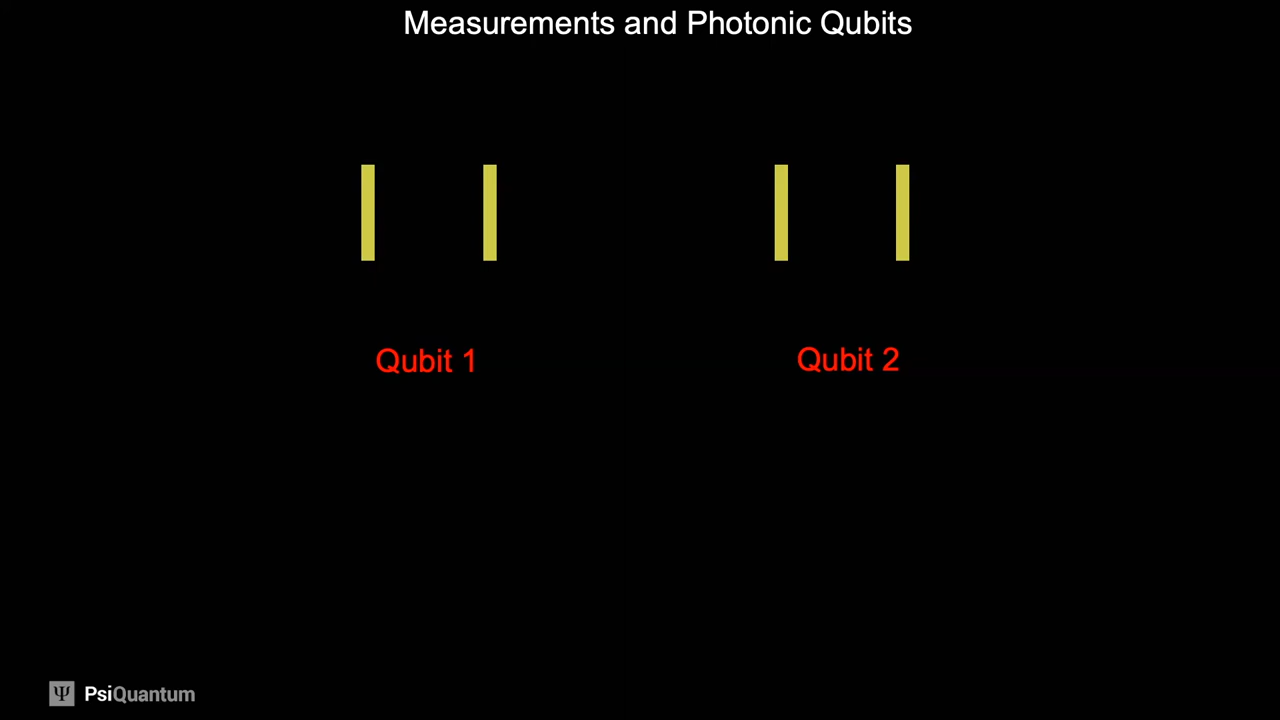 Measurements and Photonic Qubits
Qubit 1
Qubit 2
Ψ PsiQuantum